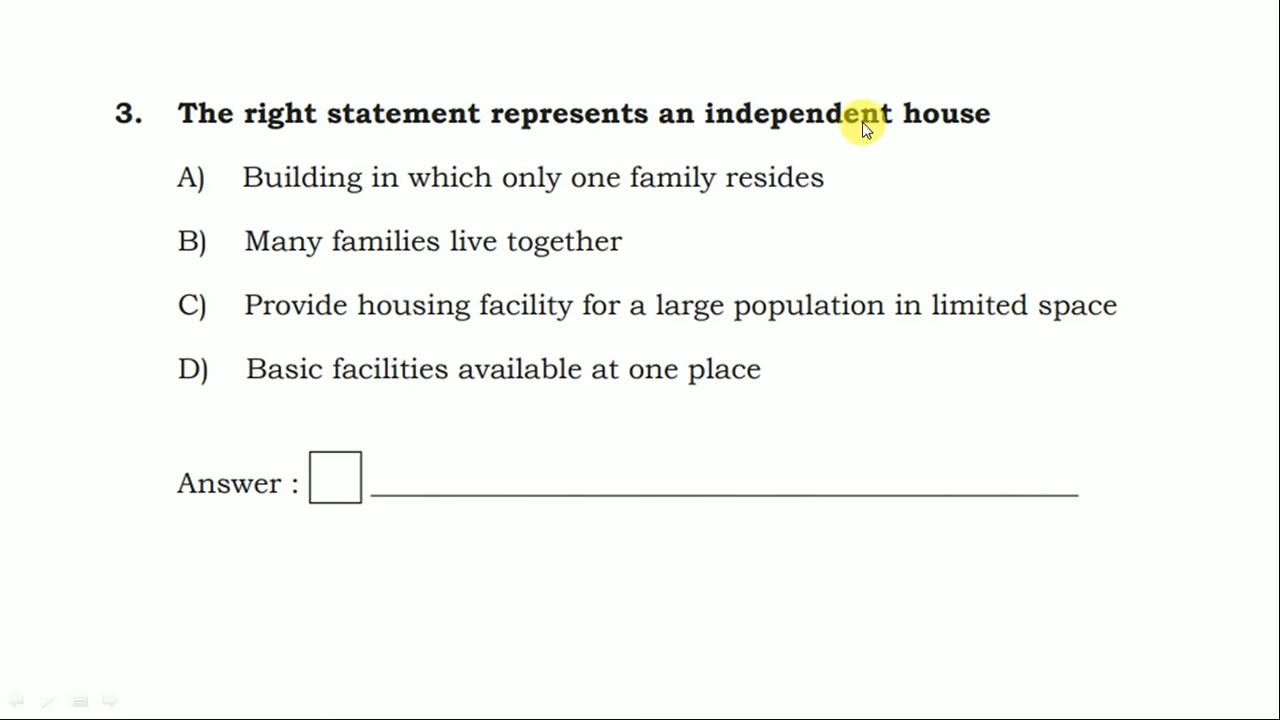 3. The right statement represents an independent house
A) Building in which only one family resides
B) Many families live together
C) Provide housing facility for a large population in limited space
D) Basic facilities available at one place
Answer :